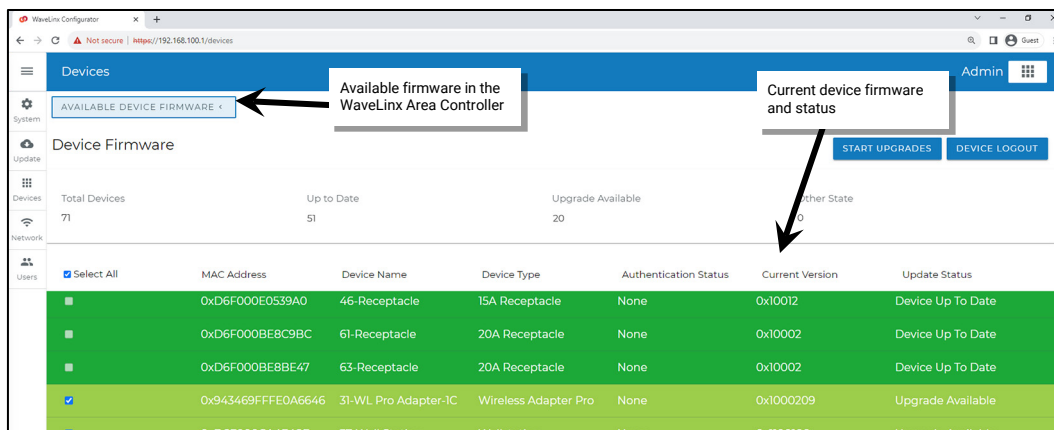 WaveLinx Configurator
Not secure | https://192.168.100.1/devices
Guest
Devices
Admin
AVAILABLE DEVICE FIRMWARE <
Available firmware in the
WaveLinx Area Controller
Current device firmware
and status
System
Update
Devices
Network
Users
Device Firmware
START UPGRADES
DEVICE LOGOUT
Total Devices
Up to Date
Upgrade Available
Other State
71
51
20
0
Select All
MAC Address
Device Name
Device Type
Authentication Status
Current Version
Update Status
0xD6F000E0539A0
46-Receptacle
15A Receptacle
None
0x10012
Device Up To Date
0xD6F000BE8C9BC
61-Receptacle
20A Receptacle
None
0x10002
Device Up To Date
0xD6F000BE8BE47
63-Receptacle
20A Receptacle
None
0x10002
Device Up To Date
0x943469FFFE0A6646
31-WL Pro Adapter-1C
Wireless Adapter Pro
None
0x1000209
Upgrade Available